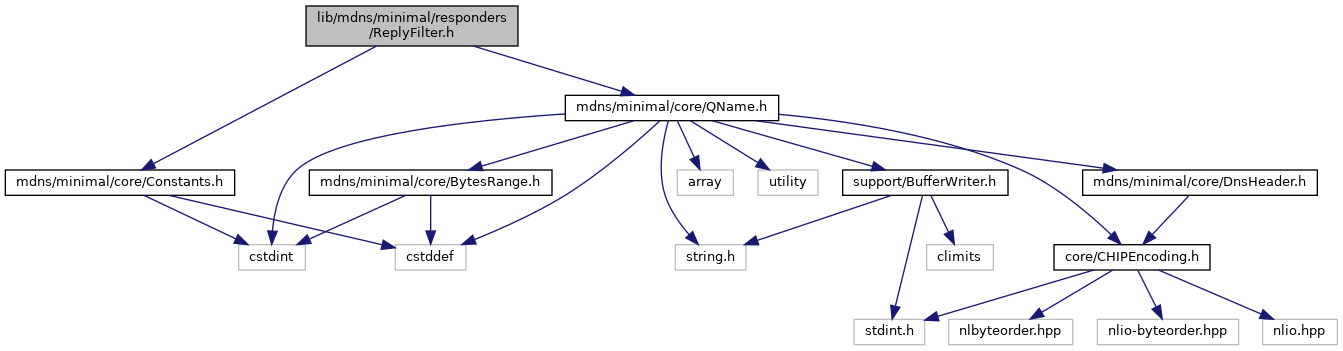 lib/mdns/minimal/responders
/ReplyFilter.h
mdns/minimal/core/QName.h
mdns/minimal/core/Constants.h
mdns/minimal/core/BytesRange.h
array
utility
support/BufferWriter.h
mdns/minimal/core/DnsHeader.h
cstdint
cstddef
string.h
climits
core/CHIPEncoding.h
stdint.h
nlbyteorder.hpp
nlio-byteorder.hpp
nlio.hpp